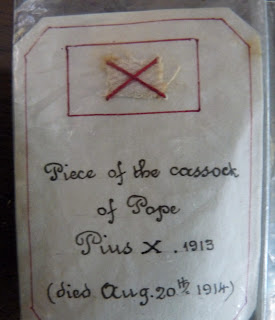 Piece of the cassock
of Pope
Pius X. 1913
(died Aug. 20th 1914)